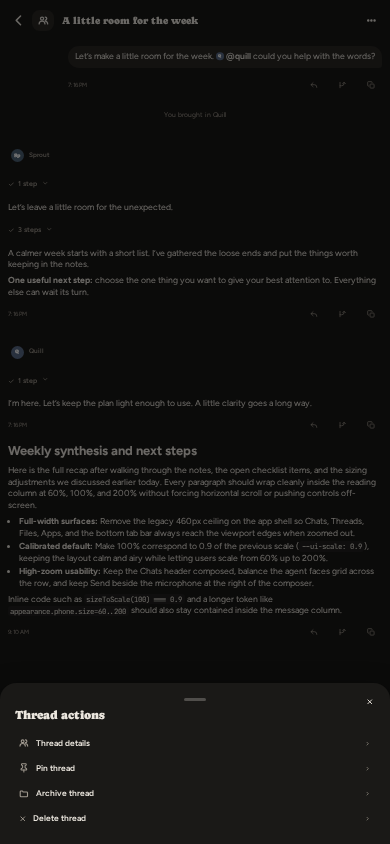 A little room for the week
Let's make a little room for the week. @quill could you help with the words?
7:16PM
You brought in Quill
Sprout
1 step
Let's leave a little room for the unexpected.
3 steps
A calmer week starts with a short list. I've gathered the loose ends and put the things worth
keeping in the notes.
One useful next step: choose the one thing you want to give your best attention to. Everything
else can wait its turn.
7:16PM
Quill
1 step
I'm here. Let's keep the plan light enough to use. A little clarity goes a long way.
7:16PM
Weekly synthesis and next steps
Here is the full recap after walking through the notes, the open checklist items, and the sizing
adjustments we discussed earlier today. Every paragraph should wrap cleanly inside the reading
column at 60%, 100%, and 200% without forcing horizontal scroll or pushing controls off-
screen.
• Full-width surfaces: Remove the legacy 460px ceiling on the app shell so Chats, Threads,
Files, Apps, and the bottom tab bar always reach the viewport edges when zoomed out.
• Calibrated default: Make 100% correspond to 0.9 of the previous scale ( --ui-scale: 0.9 ),
keeping the layout calm and airy while letting users scale from 60% up to 200%.
• High-zoom usability: Keep the Chats header composed, balance the agent faces grid across
the row, and keep Send beside the microphone at the right of the composer.
Inline code such as sizeToScale(100) === 0.9 and a longer token like
appearance.phone.size=60..200 should also stay contained inside the message column.
9:10AM
Thread actions
Thread details
Pin thread
Archive thread
Delete thread